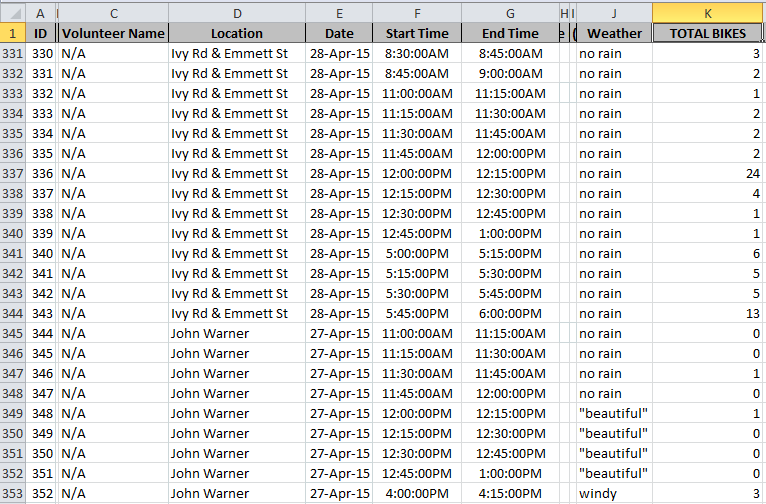 A C D E F G H I J K
1 ID Volunteer Name Location Date Start Time End Time e ( Weather TOTAL BIKES
331 330 N/A Ivy Rd & Emmett St 28-Apr-15 8:30:00AM 8:45:00AM no rain 3
332 331 N/A Ivy Rd & Emmett St 28-Apr-15 8:45:00AM 9:00:00AM no rain 2
333 332 N/A Ivy Rd & Emmett St 28-Apr-15 11:00:00AM 11:15:00AM no rain 1
334 333 N/A Ivy Rd & Emmett St 28-Apr-15 11:15:00AM 11:30:00AM no rain 2
335 334 N/A Ivy Rd & Emmett St 28-Apr-15 11:30:00AM 11:45:00AM no rain 2
336 335 N/A Ivy Rd & Emmett St 28-Apr-15 11:45:00AM 12:00:00PM no rain 2
337 336 N/A Ivy Rd & Emmett St 28-Apr-15 12:00:00PM 12:15:00PM no rain 24
338 337 N/A Ivy Rd & Emmett St 28-Apr-15 12:15:00PM 12:30:00PM no rain 4
339 338 N/A Ivy Rd & Emmett St 28-Apr-15 12:30:00PM 12:45:00PM no rain 1
340 339 N/A Ivy Rd & Emmett St 28-Apr-15 12:45:00PM 1:00:00PM no rain 1
341 340 N/A Ivy Rd & Emmett St 28-Apr-15 5:00:00PM 5:15:00PM no rain 6
342 341 N/A Ivy Rd & Emmett St 28-Apr-15 5:15:00PM 5:30:00PM no rain 5
343 342 N/A Ivy Rd & Emmett St 28-Apr-15 5:30:00PM 5:45:00PM no rain 5
344 343 N/A Ivy Rd & Emmett St 28-Apr-15 5:45:00PM 6:00:00PM no rain 13
345 344 N/A John Warner 27-Apr-15 11:00:00AM 11:15:00AM no rain 0
346 345 N/A John Warner 27-Apr-15 11:15:00AM 11:30:00AM no rain 0
347 346 N/A John Warner 27-Apr-15 11:30:00AM 11:45:00AM no rain 1
348 347 N/A John Warner 27-Apr-15 11:45:00AM 12:00:00PM no rain 0
349 348 N/A John Warner 27-Apr-15 12:00:00PM 12:15:00PM "beautiful" 1
350 349 N/A John Warner 27-Apr-15 12:15:00PM 12:30:00PM "beautiful" 0
351 350 N/A John Warner 27-Apr-15 12:30:00PM 12:45:00PM "beautiful" 0
352 351 N/A John Warner 27-Apr-15 12:45:00PM 1:00:00PM "beautiful" 0
353 352 N/A John Warner 27-Apr-15 4:00:00PM 4:15:00PM windy 3